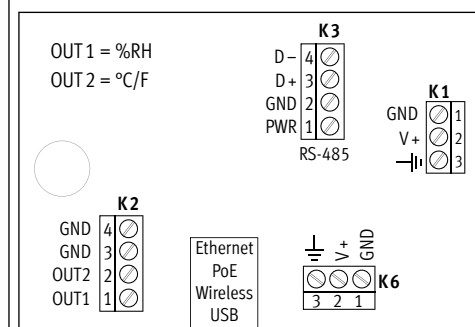 OUT 1 = %RH
OUT 2 = °C/F
K3
D – 4
D + 3
GND 2
PWR 1
RS-485
K1
GND 1
V + 2
3
K2
GND 4
GND 3
OUT2 2
OUT1 1
Ethernet
PoE
Wireless
USB
V +
GND
K6
3 2 1